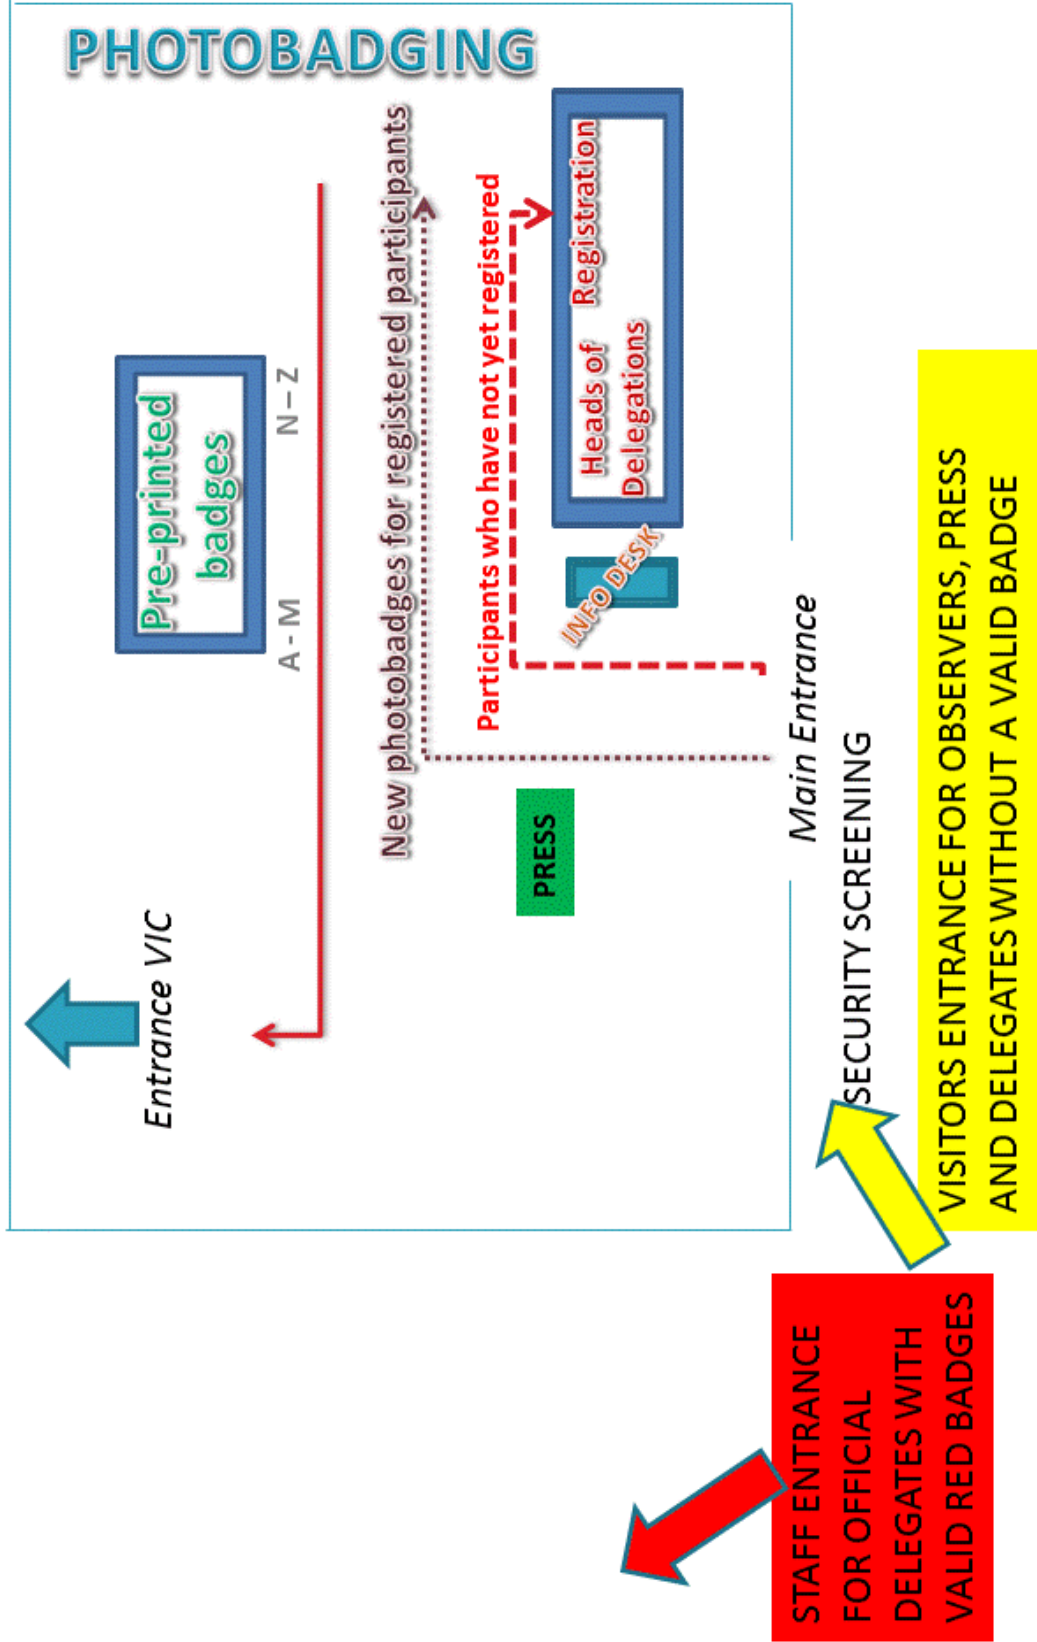 PHOTOBADGING
Pre-printed
badges
A - M
N – Z
New photobadges for registered participants
Participants who have not yet registered
Heads of
Delegations
Registration
INFO DESK
PRESS
Entrance VIC
Main Entrance
SECURITY SCREENING
VISITORS ENTRANCE FOR OBSERVERS, PRESS
AND DELEGATES WITHOUT A VALID BADGE
STAFF ENTRANCE
FOR OFFICIAL
DELEGATES WITH
VALID RED BADGES